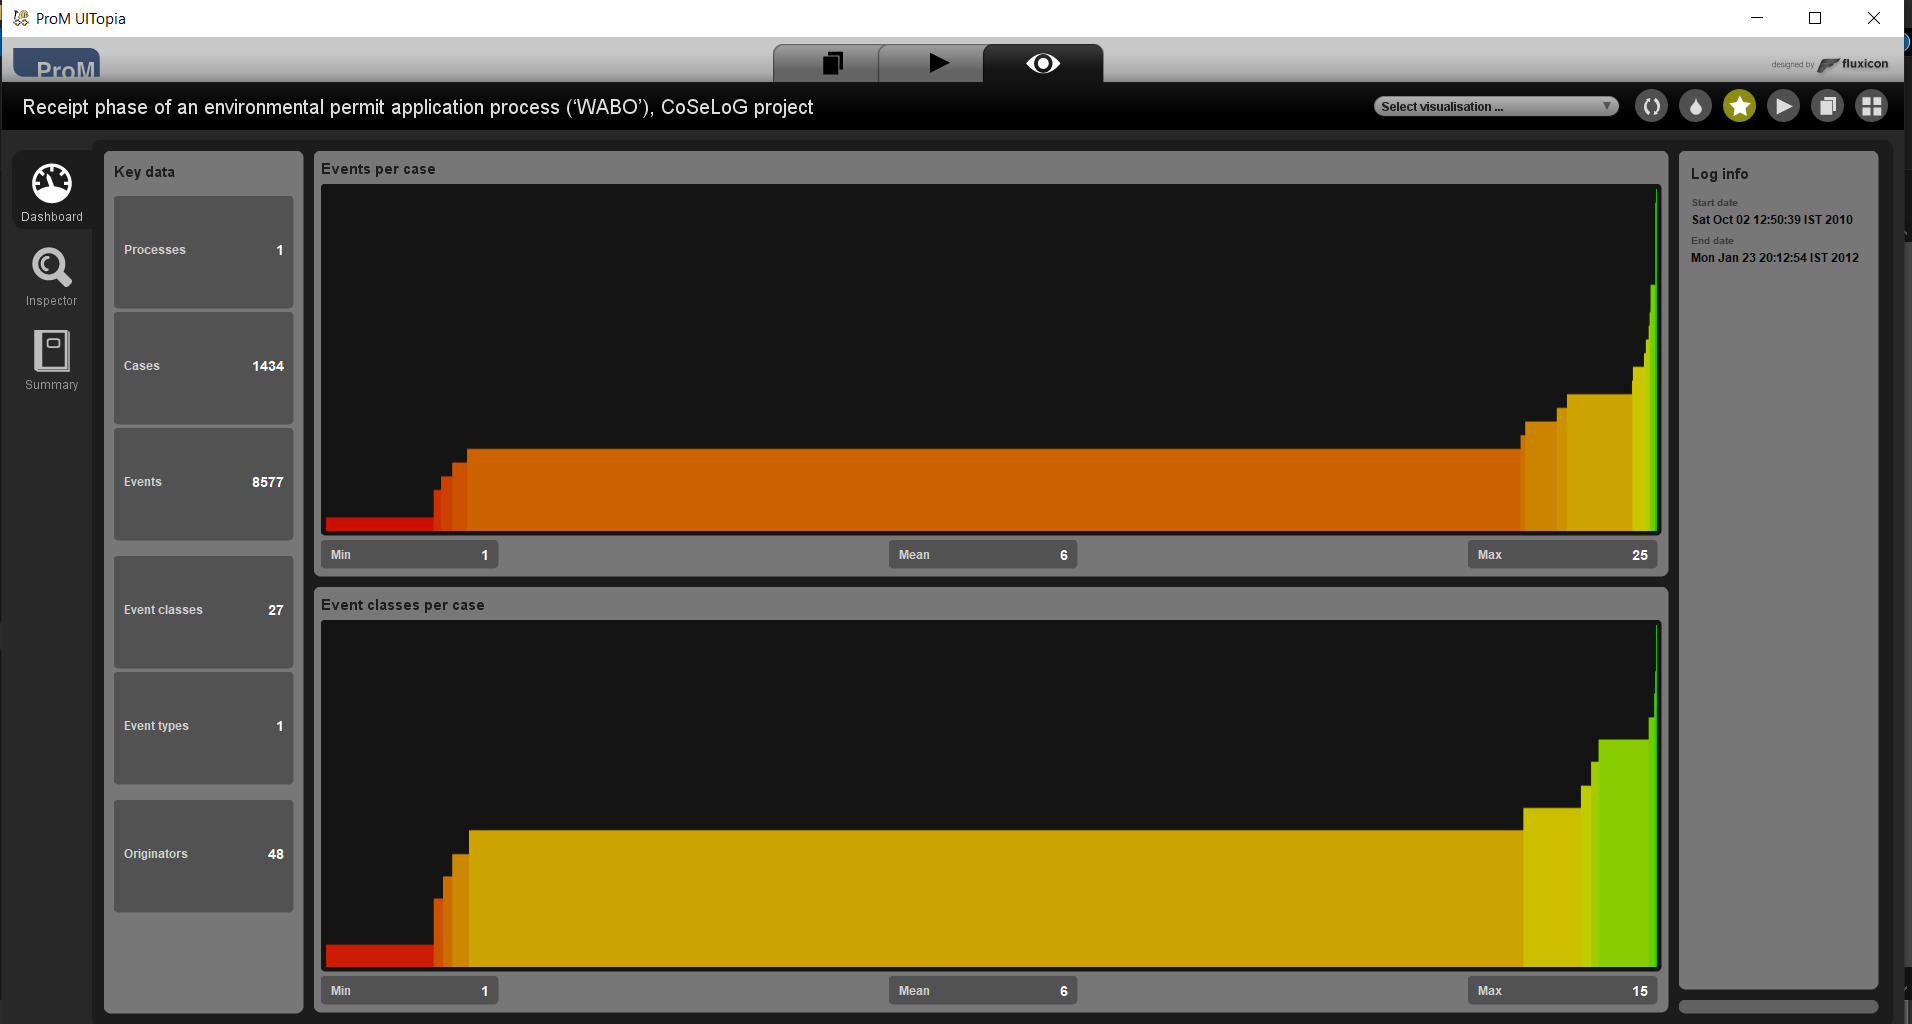 ProM UITopia
ProM
designed by fluxicon
Receipt phase of an environmental permit application process (‘WABO’), CoSeLoG project
Select visualisation ...
Dashboard
Inspector
Summary
Key data
Processes 1
Cases 1434
Events 8577
Event classes 27
Event types 1
Originators 48
Events per case
Min 1
Mean 6
Max 25
Event classes per case
Min 1
Mean 6
Max 15
Log info
Start date
Sat Oct 02 12:50:39 IST 2010
End date
Mon Jan 23 20:12:54 IST 2012